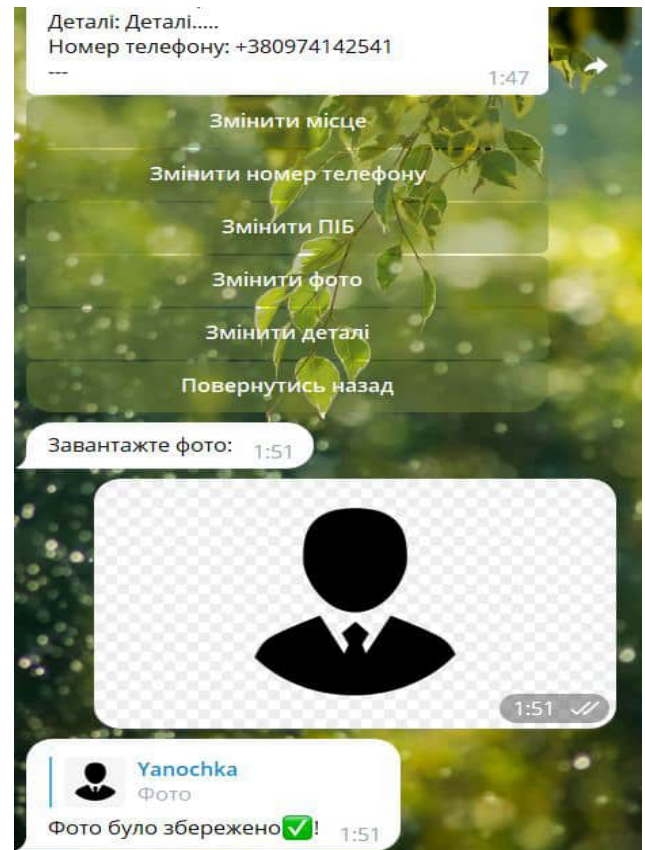 Деталі: Деталі.....
Номер телефону: +380974142541
---
1:47
Змінити місце
Змінити номер телефону
Змінити ПІБ
Змінити фото
Змінити деталі
Повернутись назад
Завантажте фото: 1:51
1:51
Yanochka
Фото
Фото було збережено✅! 1:51